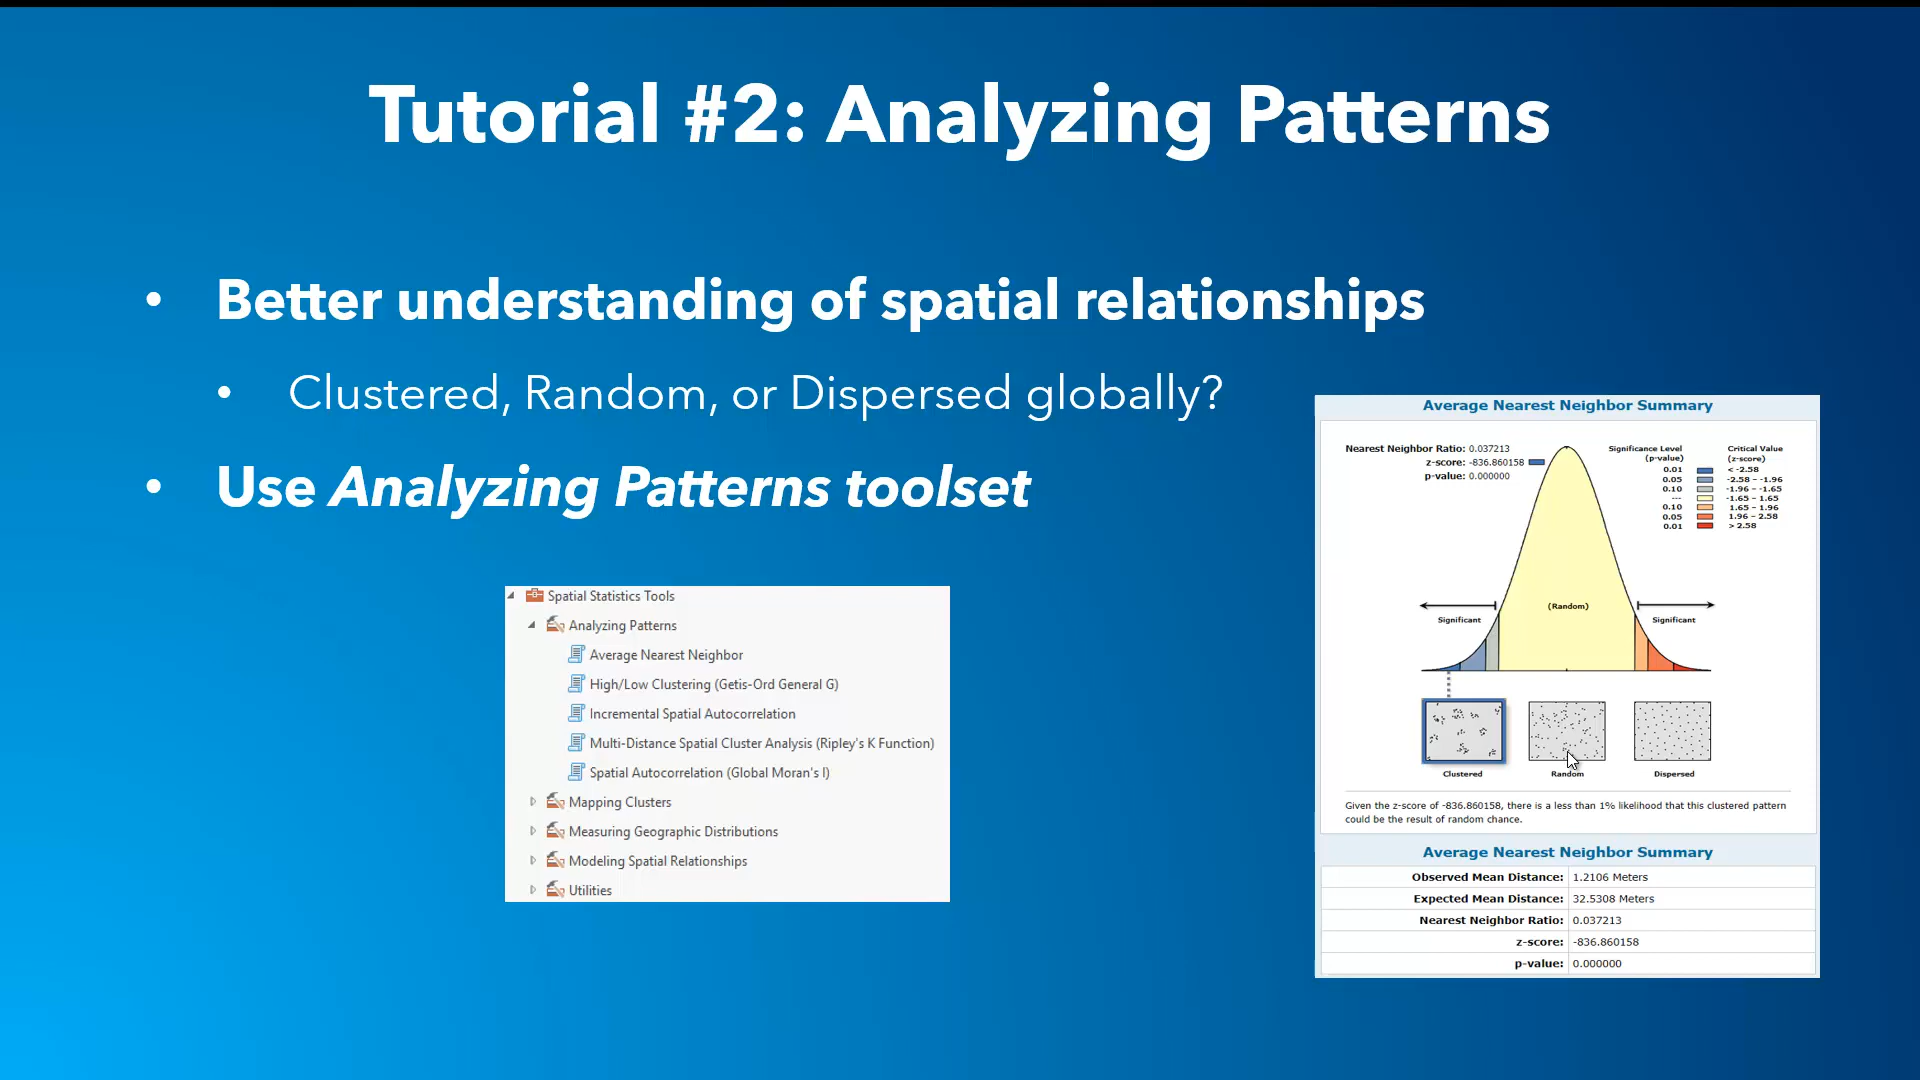 Tutorial #2: Analyzing Patterns
• Better understanding of spatial relationships
• Clustered, Random, or Dispersed globally?
• Use Analyzing Patterns toolset
Spatial Statistics Tools
Analyzing Patterns
Average Nearest Neighbor
High/Low Clustering (Getis-Ord General G)
Incremental Spatial Autocorrelation
Multi-Distance Spatial Cluster Analysis (Ripley's K Function)
Spatial Autocorrelation (Global Moran's I)
Mapping Clusters
Measuring Geographic Distributions
Modeling Spatial Relationships
Utilities
Average Nearest Neighbor Summary
Nearest Neighbor Ratio: 0.037213
z-score: -836.860158
p-value: 0.000000
Significance Level (p-value) Critical Value (z-score)
0.01 < -2.58
0.05 -2.58 – -1.96
0.10 -1.96 – -1.65
--- -1.65 – 1.65
0.10 1.65 – 1.96
0.05 1.96 – 2.58
0.01 > 2.58
(Random)
Significant Significant
Clustered Random Dispersed
Given the z-score of -836.860158, there is a less than 1% likelihood that this clustered pattern
could be the result of random chance.
Average Nearest Neighbor Summary
Observed Mean Distance: 1.2106 Meters
Expected Mean Distance: 32.5308 Meters
Nearest Neighbor Ratio: 0.037213
z-score: -836.860158
p-value: 0.000000